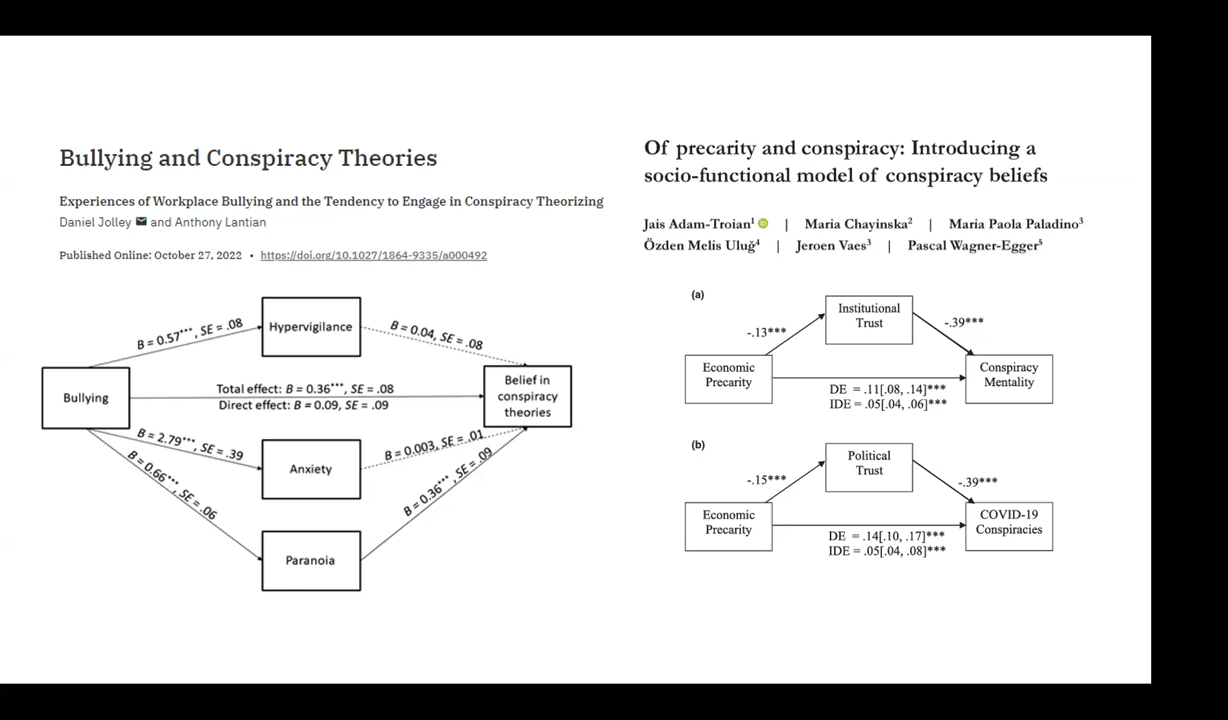 Bullying and Conspiracy Theories
Experiences of Workplace Bullying and the Tendency to Engage in Conspiracy Theorizing
Daniel Jolley and Anthony Lantian
Published Online: October 27, 2022 • https://doi.org/10.1027/1864-9335/a000492
Hypervigilance
B = 0.57***, SE = .08
B = 0.04, SE = .08
Bullying
Total effect: B = 0.36***, SE = .08
Direct effect: B = 0.09, SE = .09
Belief in
conspiracy
theories
B = 2.79***, SE = .39
B = 0.003, SE = .01
Anxiety
B = 0.66***, SE = .06
B = 0.36***, SE = .09
Paranoia
Of precarity and conspiracy: Introducing a
socio-functional model of conspiracy beliefs
Jais Adam-Troian¹ iD | Maria Chayinska² | Maria Paola Paladino³
Özden Melis Uluğ⁴ | Jeroen Vaes³ | Pascal Wagner-Egger⁵
(a)
Institutional
Trust
-.13***
-.39***
Economic
Precarity
Conspiracy
Mentality
DE = .11[.08, .14]***
IDE = .05[.04, .06]***
(b)
Political
Trust
-.15***
-.39***
Economic
Precarity
COVID-19
Conspiracies
DE = .14[.10, .17]***
IDE = .05[.04, .08]***